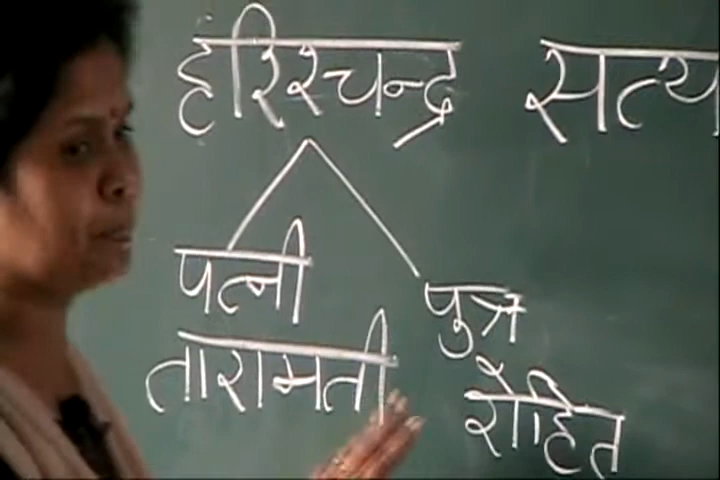 हरिश्चन्द्र सत्य
पत्नी पुत्र
तारामती रोहित